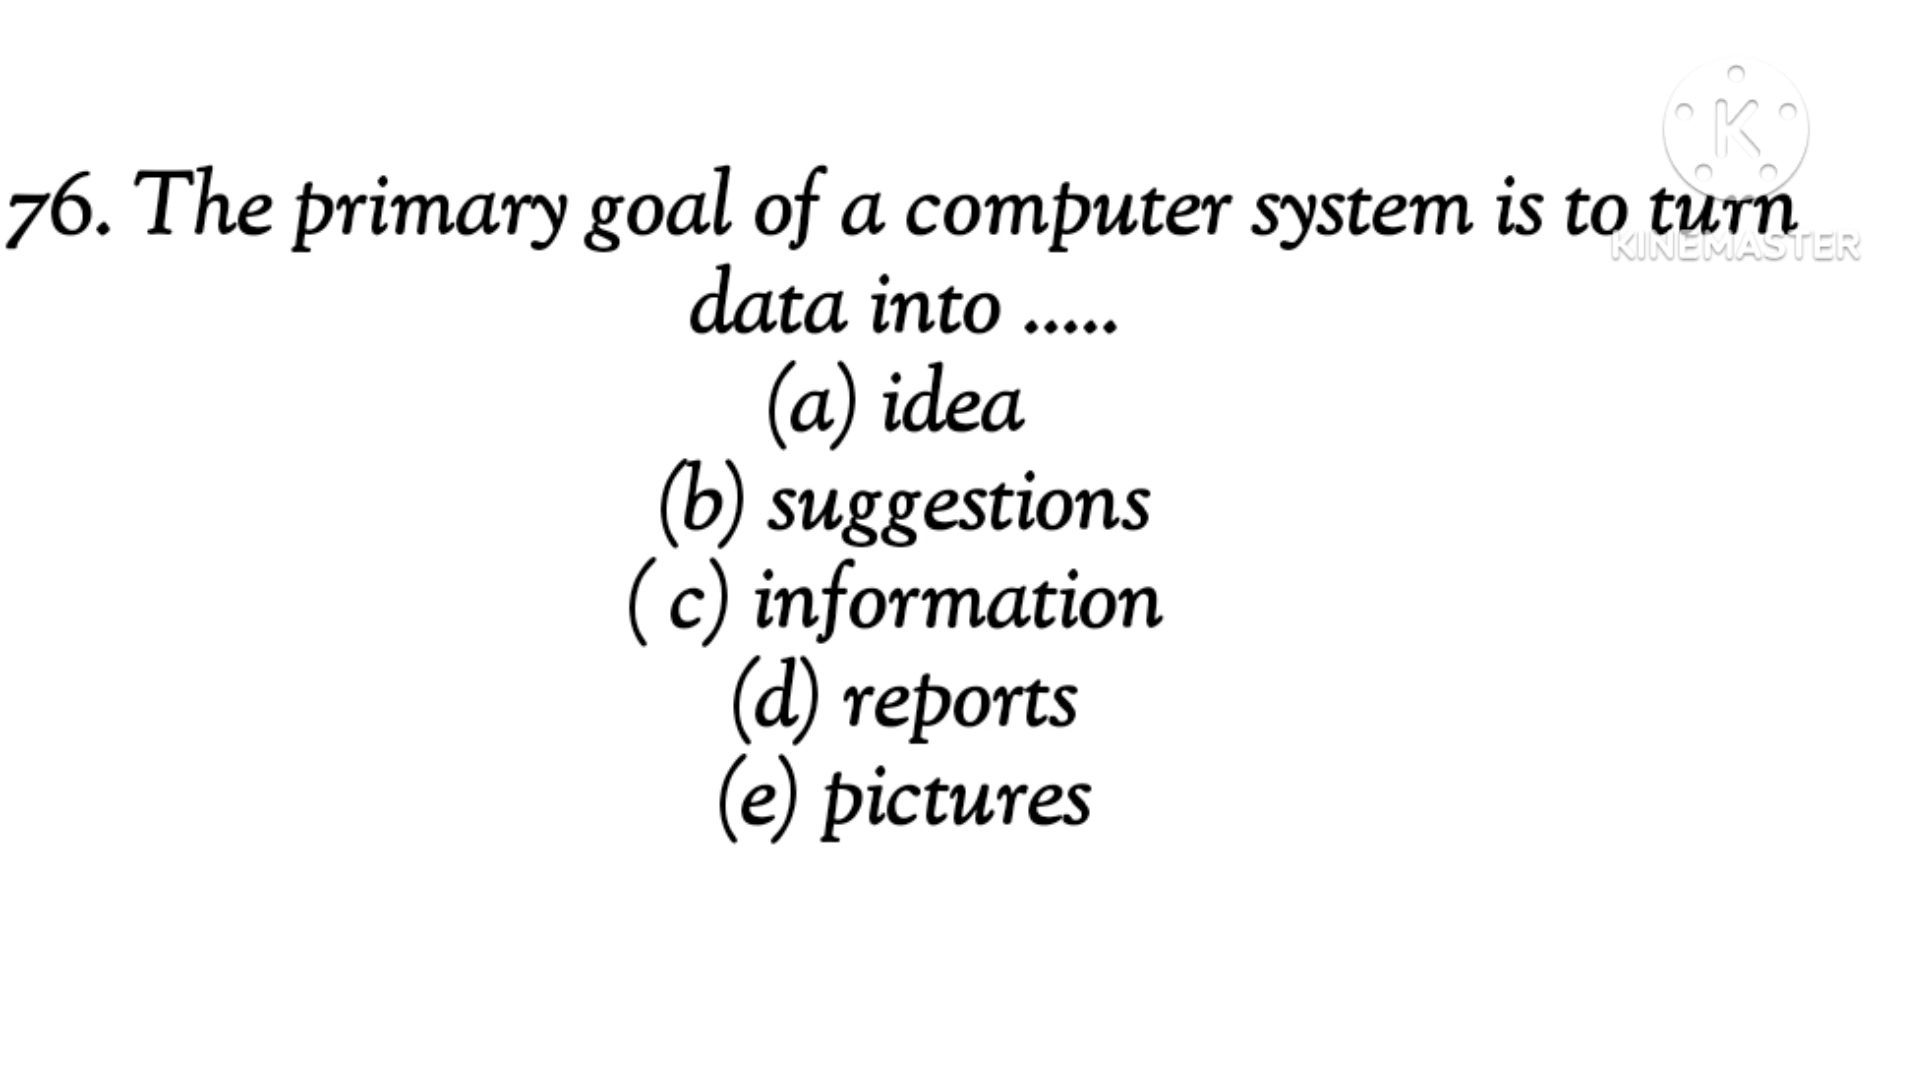 76. The primary goal of a computer system is to turn
data into .....
(a) idea
(b) suggestions
( c) information
(d) reports
(e) pictures
K
KINEMASTER